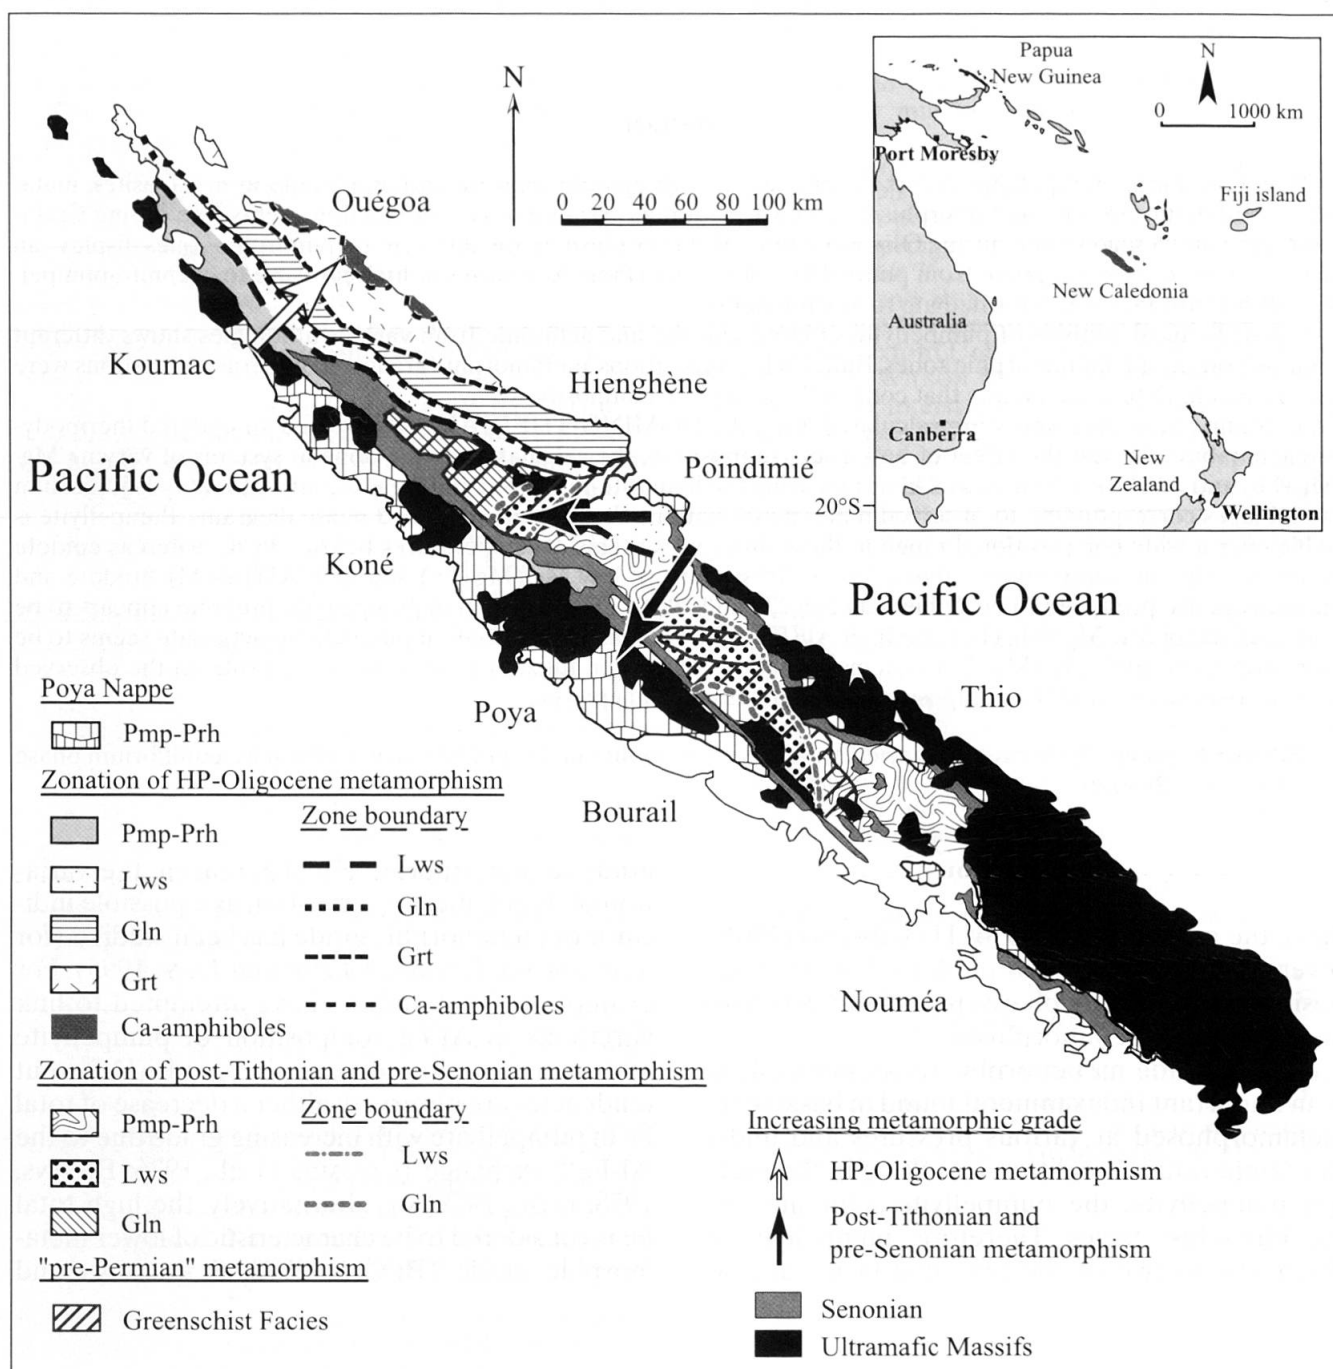 N
Ouégoa
0 20 40 60 80 100 km
Koumac
Hienghène
Pacific Ocean
Poindimié
Koné
Pacific Ocean
Poya
Thio
Bourail
Nouméa
Papua
New Guinea
N
0 1000 km
Port Moresby
Fiji island
New Caledonia
Australia
Canberra
New
Zealand
20°S
Wellington
Poya Nappe
Pmp-Prh
Zonation of HP-Oligocene metamorphism
Pmp-Prh
Lws
Gln
Grt
Ca-amphiboles
Zone boundary
Lws
Gln
Grt
Ca-amphiboles
Zonation of post-Tithonian and pre-Senonian metamorphism
Pmp-Prh
Lws
Gln
Zone boundary
Lws
Gln
"pre-Permian" metamorphism
Greenschist Facies
Increasing metamorphic grade
HP-Oligocene metamorphism
Post-Tithonian and
pre-Senonian metamorphism
Senonian
Ultramafic Massifs